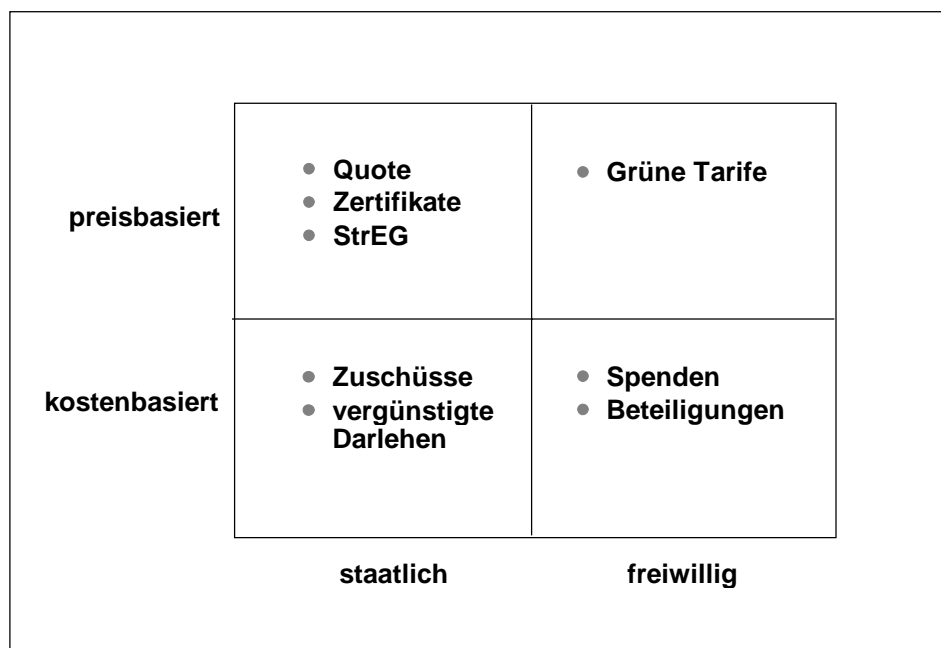 preisbasiert
Quote
Zertifikate
StrEG
Grüne Tarife
kostenbasiert
Zuschüsse
vergünstigte
Darlehen
Spenden
Beteiligungen
staatlich
freiwillig